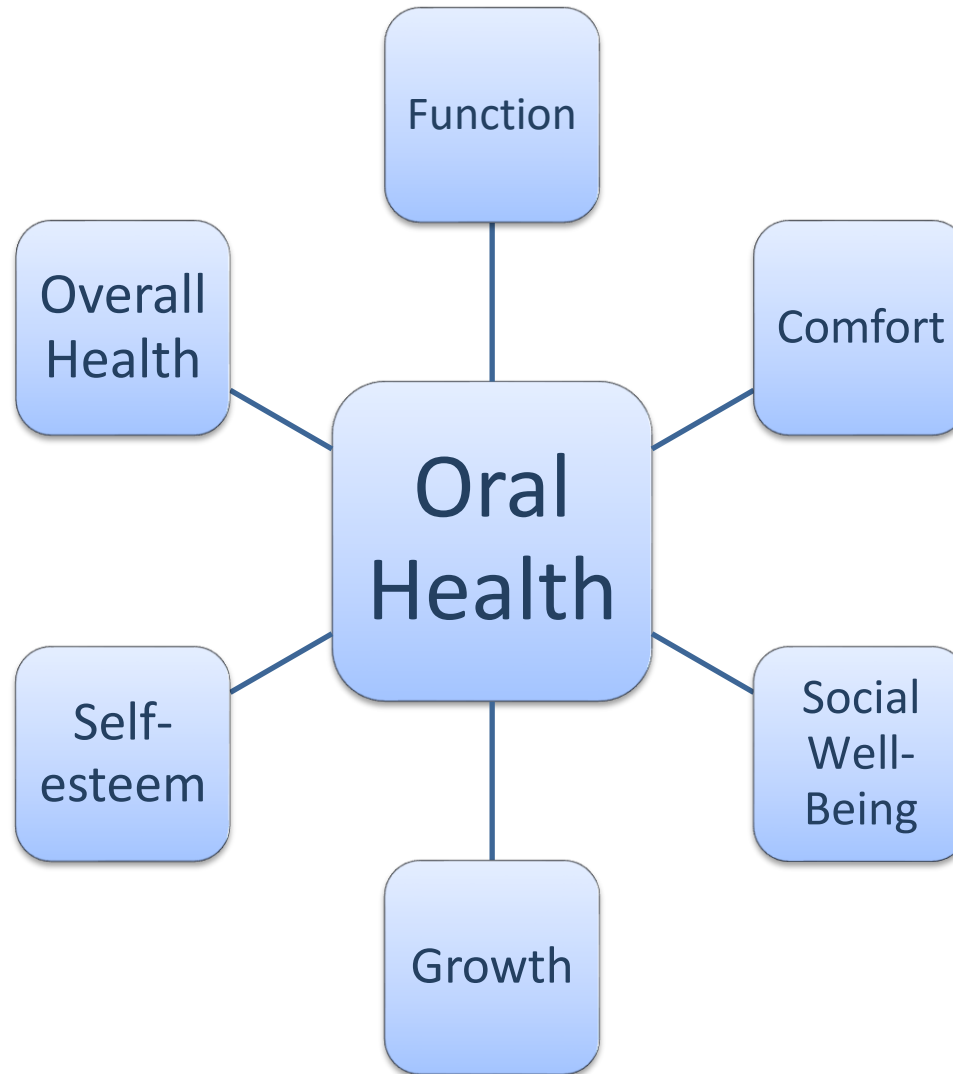 Function
Overall
Health
Comfort
Oral
Health
Self-
esteem
Social
Well-
Being
Growth